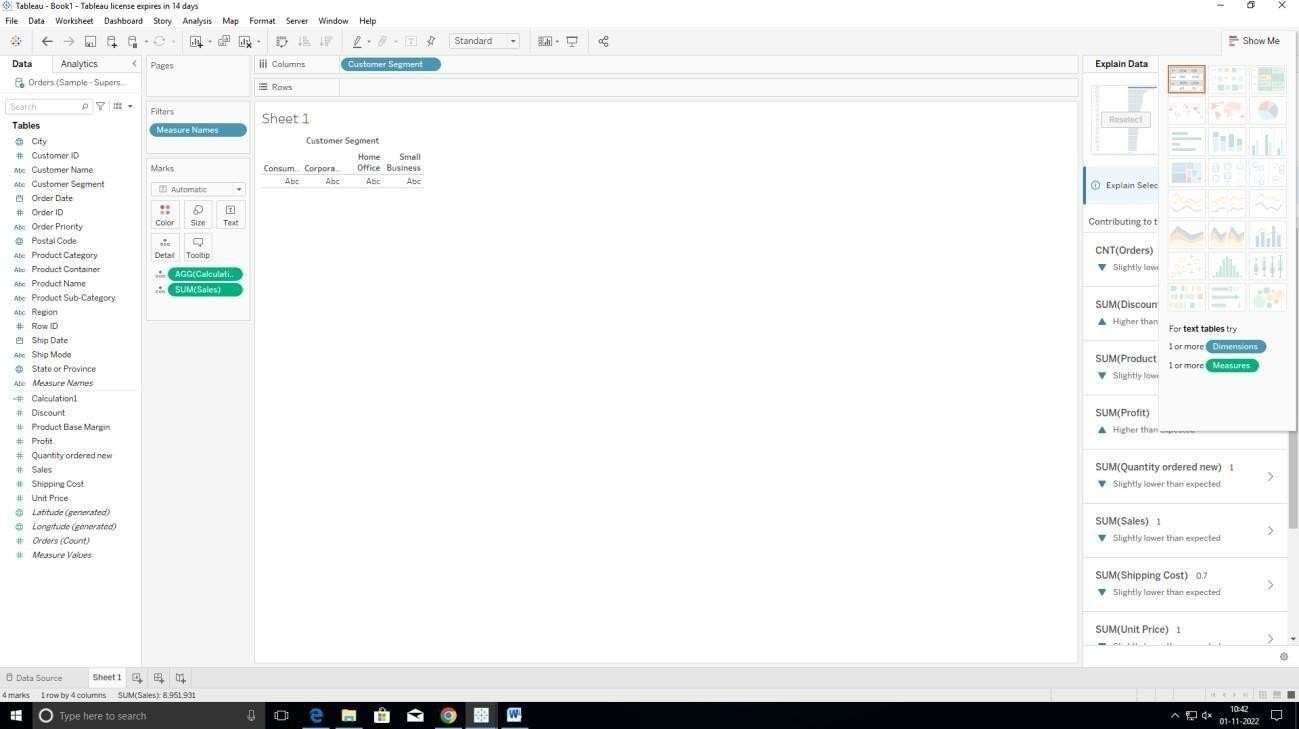 Tableau - Book1 - Tableau license expires in 14 days
File Data Worksheet Dashboard Story Analysis Map Format Server Window Help
Standard
Show Me
Data Analytics
Orders (Sample - Supers...
Search
Tables
City
Customer ID
Abc Customer Name
Abc Customer Segment
Order Date
Order ID
Abc Order Priority
Postal Code
Abc Product Category
Abc Product Container
Abc Product Name
Abc Product Sub-Category
Abc Region
Row ID
Ship Date
Abc Ship Mode
State or Province
Abc Measure Names
Calculation1
Discount
Product Base Margin
Profit
Quantity ordered new
Sales
Shipping Cost
Unit Price
Latitude (generated)
Longitude (generated)
Orders (Count)
Measure Values
Pages
Filters
Measure Names
Marks
Automatic
Color Size Text
Detail Tooltip
AGG(Calculati..
SUM(Sales)
Columns Customer Segment
Rows
Sheet 1
Customer Segment
Home Small
Consum.. Corpora.. Office Business
Abc Abc Abc Abc
Explain Data
Reselect
Explain Selec
Contributing to t
CNT(Orders)
Slightly lowe
SUM(Discoun
Higher than
SUM(Product
Slightly lowe
SUM(Profit)
Higher than expected
SUM(Quantity ordered new) 1
Slightly lower than expected
SUM(Sales) 1
Slightly lower than expected
SUM(Shipping Cost) 0.7
Slightly lower than expected
SUM(Unit Price) 1
For text tables try
1 or more Dimensions
1 or more Measures
Data Source Sheet 1
4 marks 1 row by 4 columns SUM(Sales): 8,951,931
Type here to search
10:42
01-11-2022